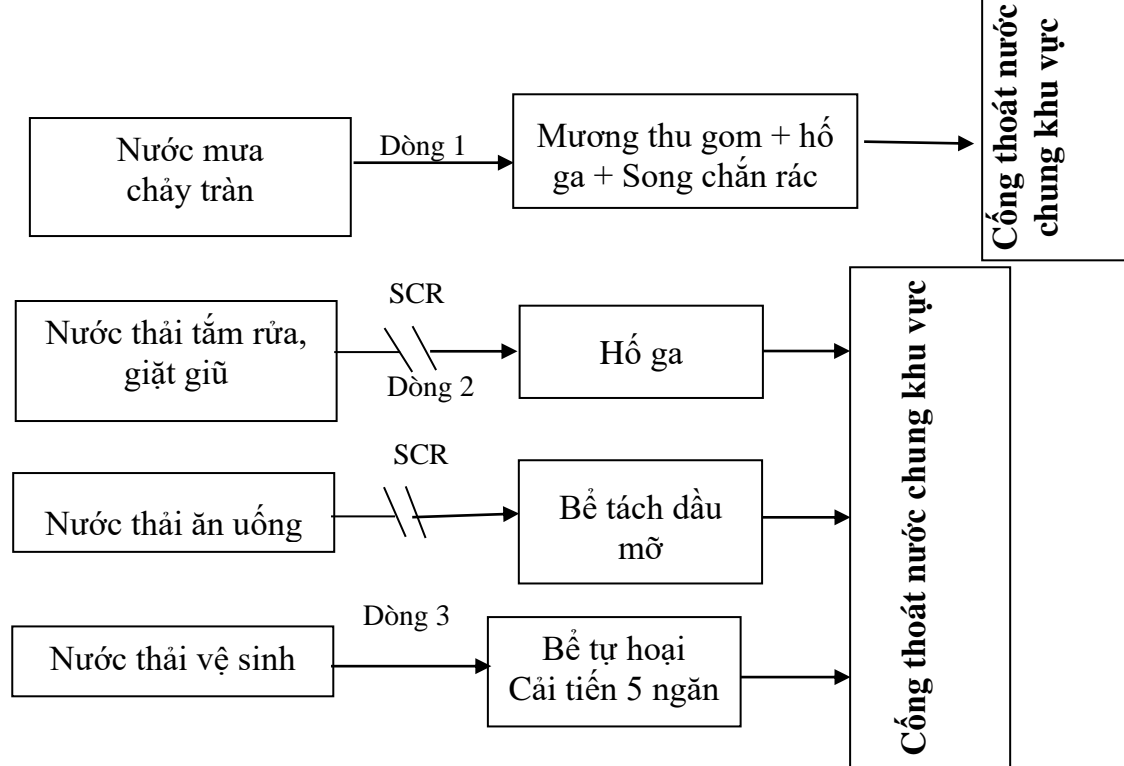 Nước mưa
chảy tràn
Dòng 1
Mương thu gom + hố
ga + Song chắn rác
Cống thoát nước
chung khu vực
Nước thải tắm rửa,
giặt giũ
SCR
Dòng 2
Hố ga
Cống thoát nước chung khu vực
Nước thải ăn uống
SCR
Bể tách dầu
mỡ
Nước thải vệ sinh
Dòng 3
Bể tự hoại
Cải tiến 5 ngăn